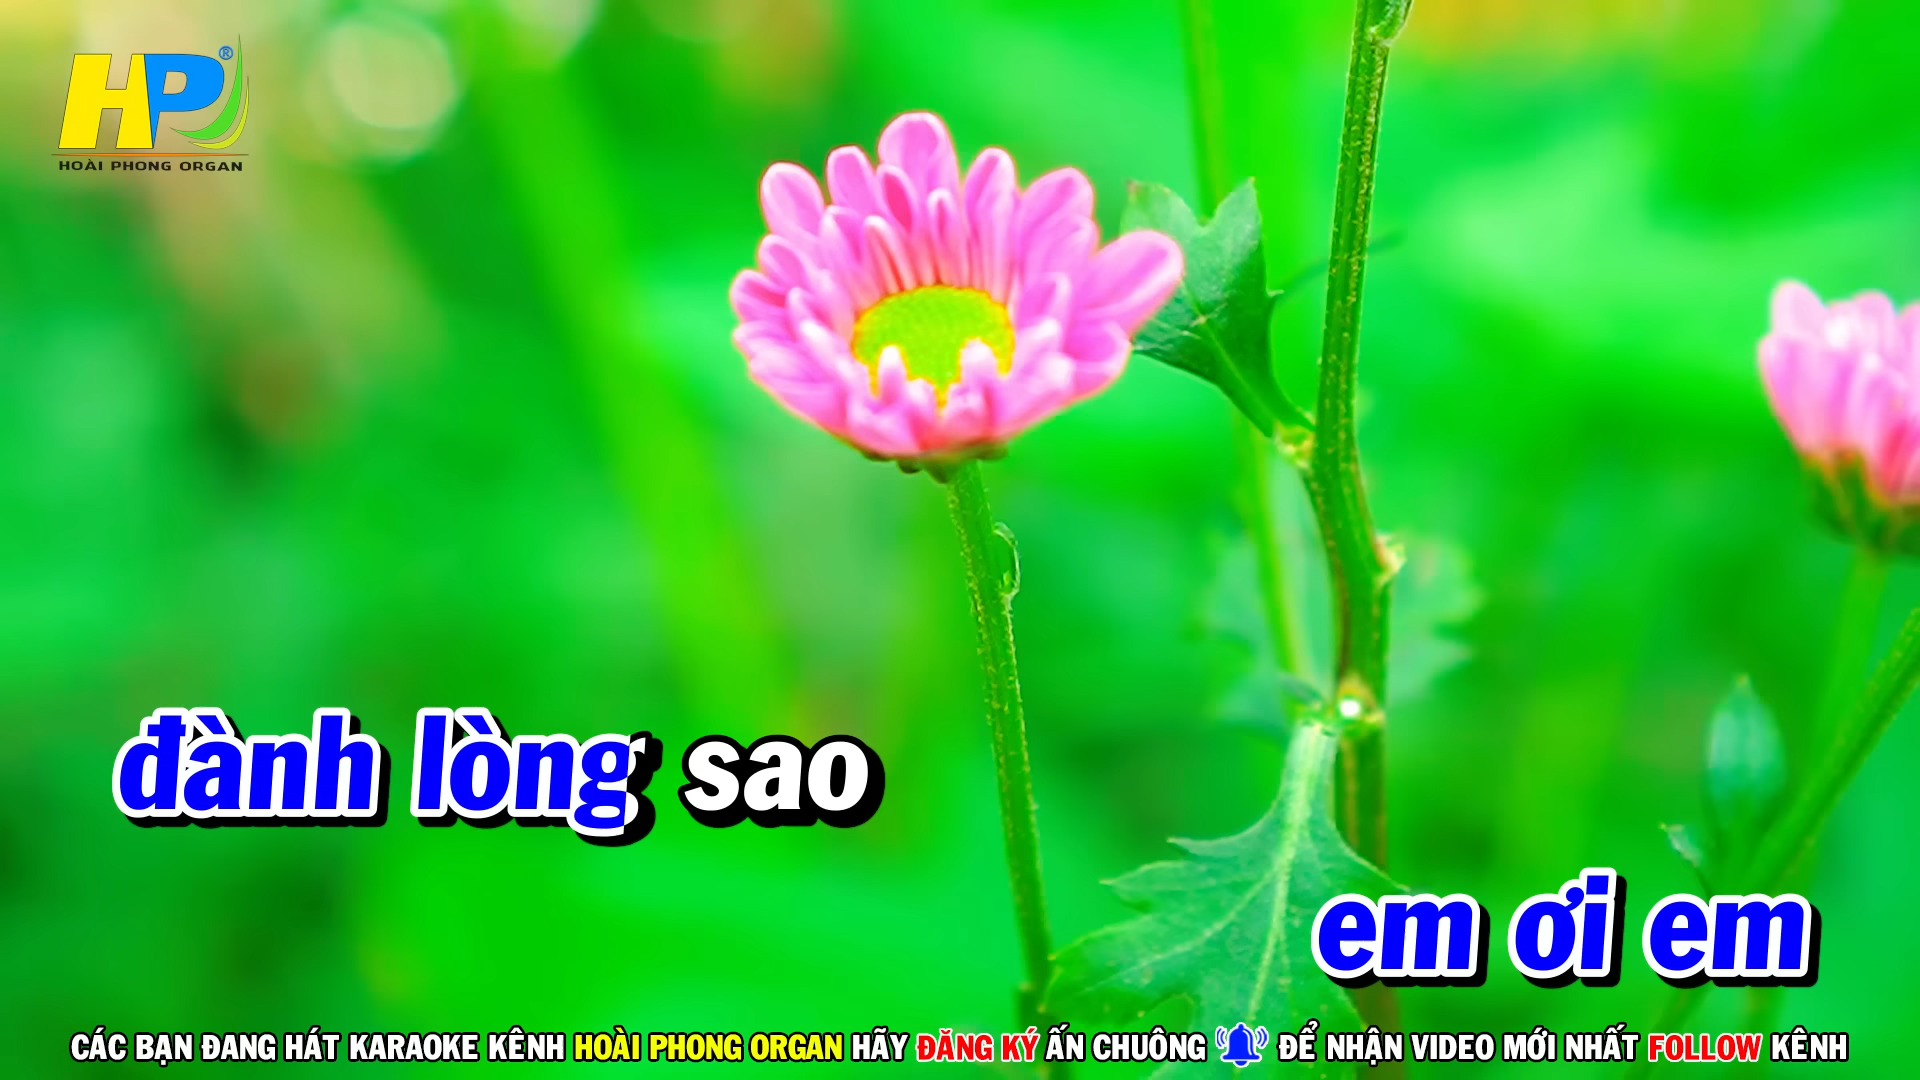 HP®
HOÀI PHONG ORGAN
đành lòng sao
em ơi em
CÁC BẠN ĐANG HÁT KARAOKE KÊNH HOÀI PHONG ORGAN HÃY ĐĂNG KÝ ẤN CHUÔNG ĐỂ NHẬN VIDEO MỚI NHẤT FOLLOW KÊNH